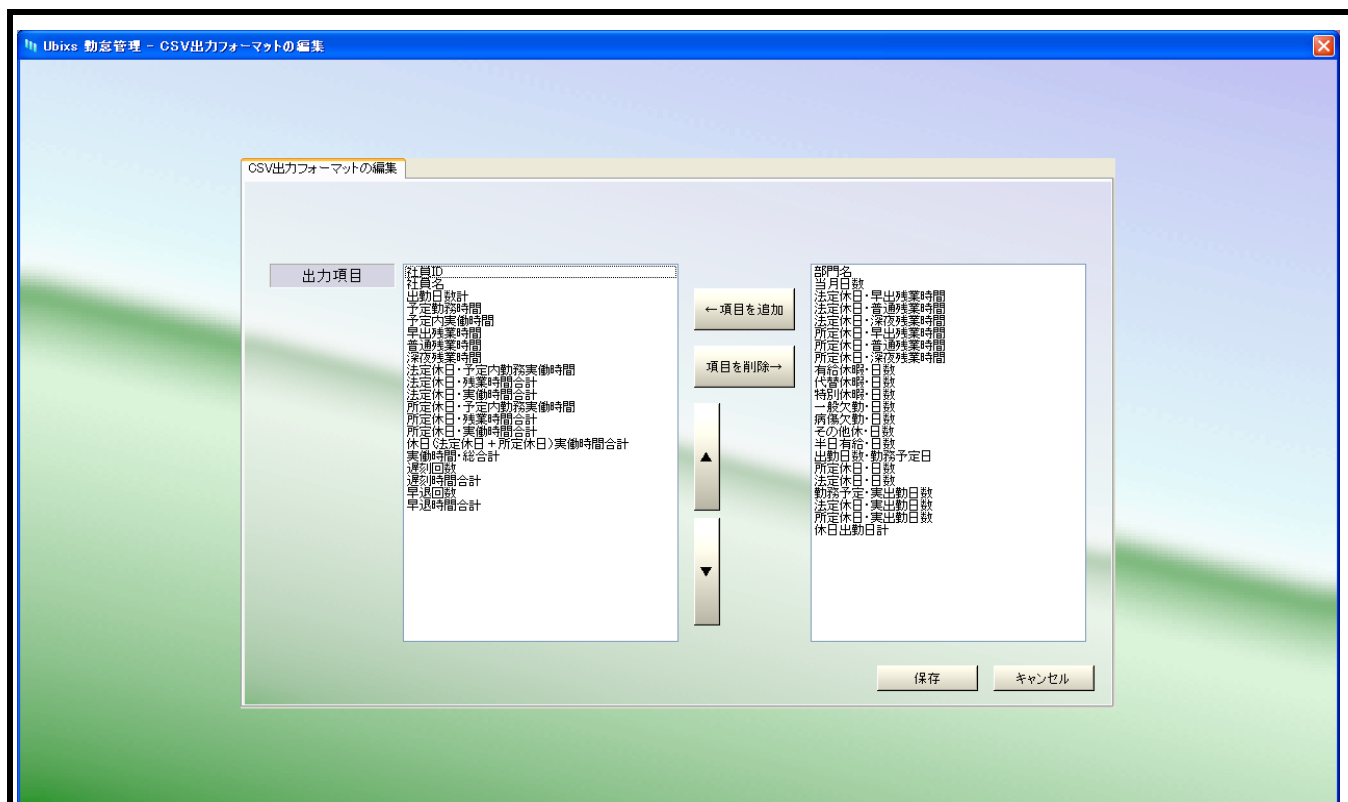 Ubixs 勤怠管理 - CSV出力フォーマットの編集
CSV出力フォーマットの編集
出力項目
社員ID
社員名
出勤日数計
予定勤務時間
予定内実働時間
早出残業時間
普通残業時間
深夜残業時間
法定休日・予定内勤務実働時間
法定休日・残業時間合計
法定休日・実働時間合計
所定休日・予定内勤務実働時間
所定休日・残業時間合計
所定休日・実働時間合計
休日(法定休日+所定休日)実働時間合計
実働時間・総合計
遅刻回数
遅刻時間合計
早退回数
早退時間合計
←項目を追加
項目を削除→
▲
▼
部門名
当月日数
法定休日・早出残業時間
法定休日・普通残業時間
法定休日・深夜残業時間
所定休日・早出残業時間
所定休日・普通残業時間
所定休日・深夜残業時間
有給休暇・日数
代替休暇・日数
特別休暇・日数
一般欠勤・日数
病傷欠勤・日数
その他休・日数
半日有給・日数
出勤日数・勤務予定日
所定休日・日数
法定休日・日数
勤務予定・実出勤日数
法定休日・実出勤日数
所定休日・実出勤日数
休日出勤日計
保存
キャンセル